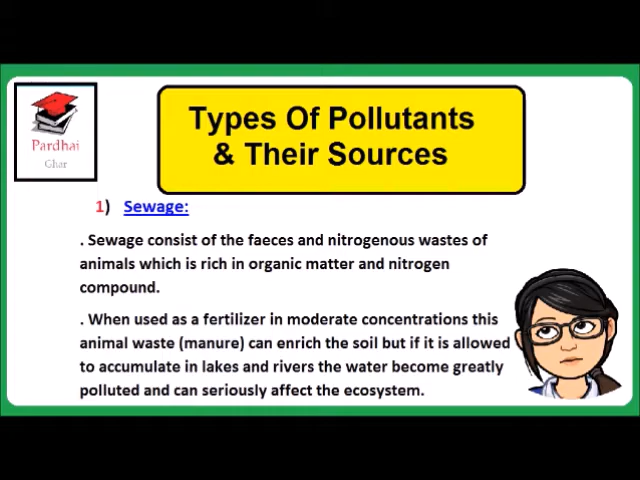 Pardhai
Ghar
Types Of Pollutants
& Their Sources
1) Sewage:
. Sewage consist of the faeces and nitrogenous wastes of
animals which is rich in organic matter and nitrogen
compound.
. When used as a fertilizer in moderate concentrations this
animal waste (manure) can enrich the soil but if it is allowed
to accumulate in lakes and rivers the water become greatly
polluted and can seriously affect the ecosystem.